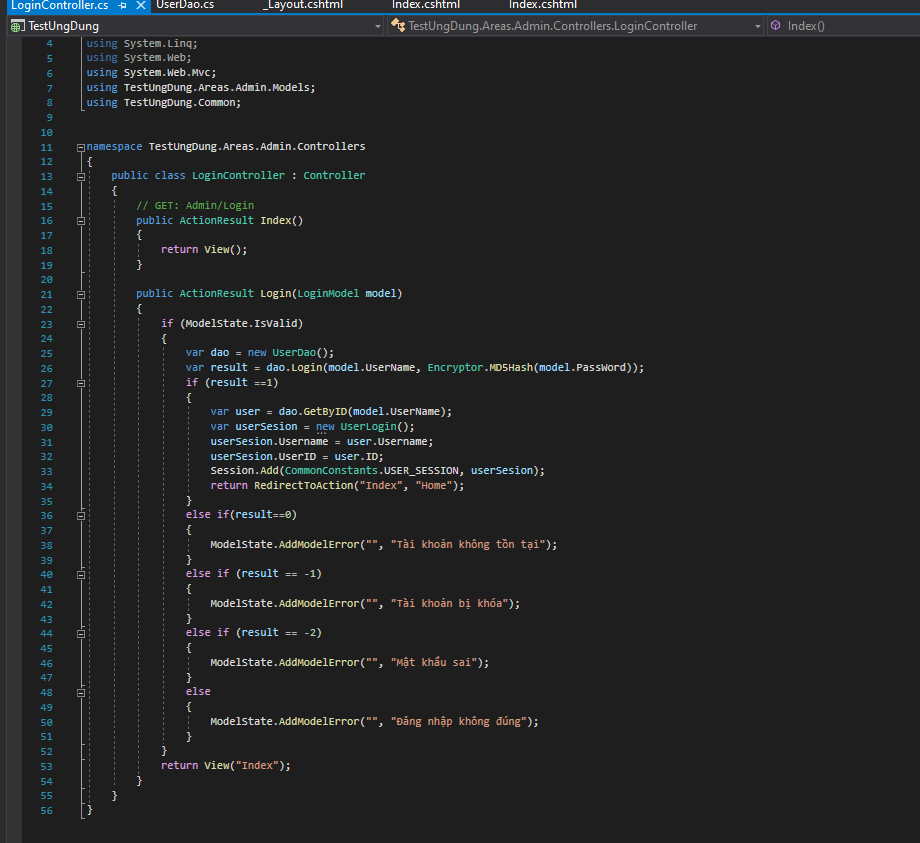 LoginController.cs UserDao.cs _Layout.cshtml Index.cshtml Index.cshtml
TestUngDung TestUngDung.Areas.Admin.Controllers.LoginController Index()
4 using System.Linq;
5 using System.Web;
6 using System.Web.Mvc;
7 using TestUngDung.Areas.Admin.Models;
8 using TestUngDung.Common;
9
10
11 namespace TestUngDung.Areas.Admin.Controllers
12 {
13 public class LoginController : Controller
14 {
15 // GET: Admin/Login
16 public ActionResult Index()
17 {
18 return View();
19 }
20
21 public ActionResult Login(LoginModel model)
22 {
23 if (ModelState.IsValid)
24 {
25 var dao = new UserDao();
26 var result = dao.Login(model.UserName, Encryptor.MD5Hash(model.PassWord));
27 if (result ==1)
28 {
29 var user = dao.GetByID(model.UserName);
30 var userSesion = new UserLogin();
31 userSesion.Username = user.Username;
32 userSesion.UserID = user.ID;
33 Session.Add(CommonConstants.USER_SESSION, userSesion);
34 return RedirectToAction("Index", "Home");
35 }
36 else if(result==0)
37 {
38 ModelState.AddModelError("", "Tài khoản không tồn tại");
39 }
40 else if (result == -1)
41 {
42 ModelState.AddModelError("", "Tài khoản bị khóa");
43 }
44 else if (result == -2)
45 {
46 ModelState.AddModelError("", "Mật khẩu sai");
47 }
48 else
49 {
50 ModelState.AddModelError("", "Đăng nhập không đúng");
51 }
52 }
53 return View("Index");
54 }
55 }
56 }